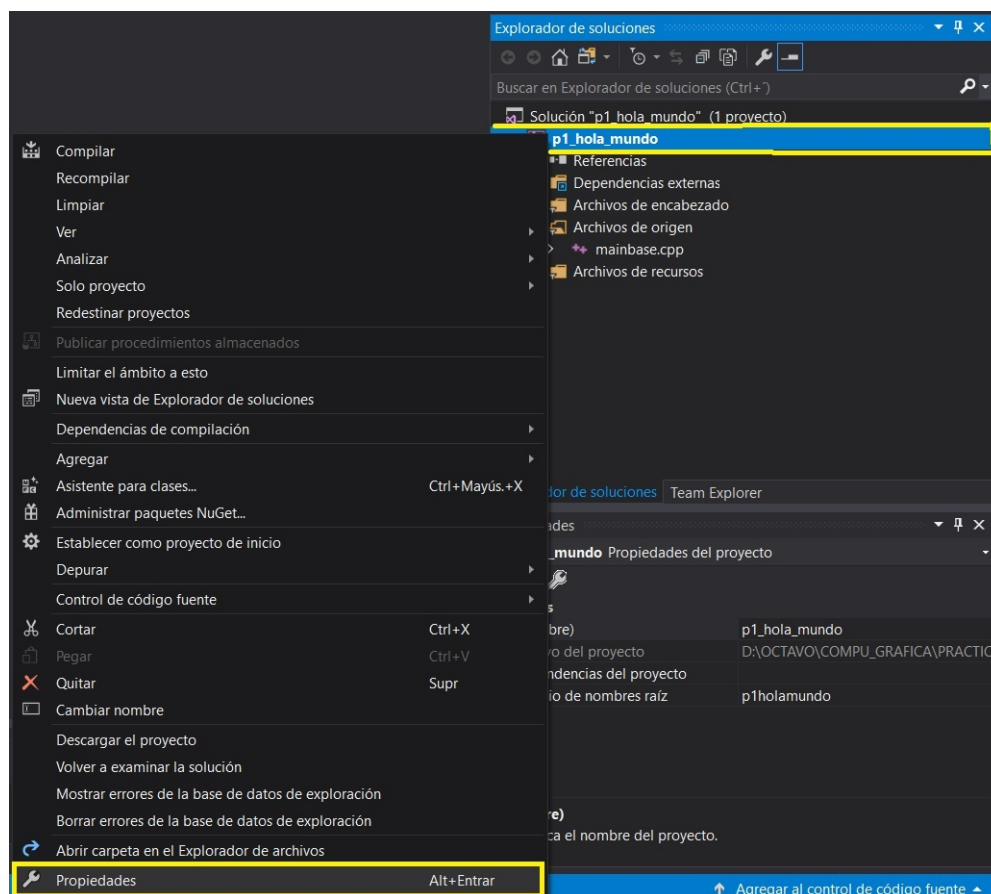 Explorador de soluciones
Buscar en Explorador de soluciones (Ctrl+´)
Solución "p1_hola_mundo" (1 proyecto)
p1_hola_mundo
Referencias
Dependencias externas
Archivos de encabezado
Archivos de origen
mainbase.cpp
Archivos de recursos
Compilar
Recompilar
Limpiar
Ver
Analizar
Solo proyecto
Redestinar proyectos
Publicar procedimientos almacenados
Limitar el ámbito a esto
Nueva vista de Explorador de soluciones
Dependencias de compilación
Agregar
Asistente para clases... Ctrl+Mayús.+X
Administrar paquetes NuGet...
Establecer como proyecto de inicio
Depurar
Control de código fuente
Cortar Ctrl+X
Pegar Ctrl+V
Quitar Supr
Cambiar nombre
Descargar el proyecto
Volver a examinar la solución
Mostrar errores de la base de datos de exploración
Borrar errores de la base de datos de exploración
Abrir carpeta en el Explorador de archivos
Propiedades Alt+Entrar
dor de soluciones Team Explorer
ades
_mundo Propiedades del proyecto
s
bre) p1_hola_mundo
vo del proyecto D:\OCTAVO\COMPU_GRAFICA\PRACTIC
ndencias del proyecto
io de nombres raíz p1holamundo
re)
ca el nombre del proyecto.
Agregar al control de código fuente